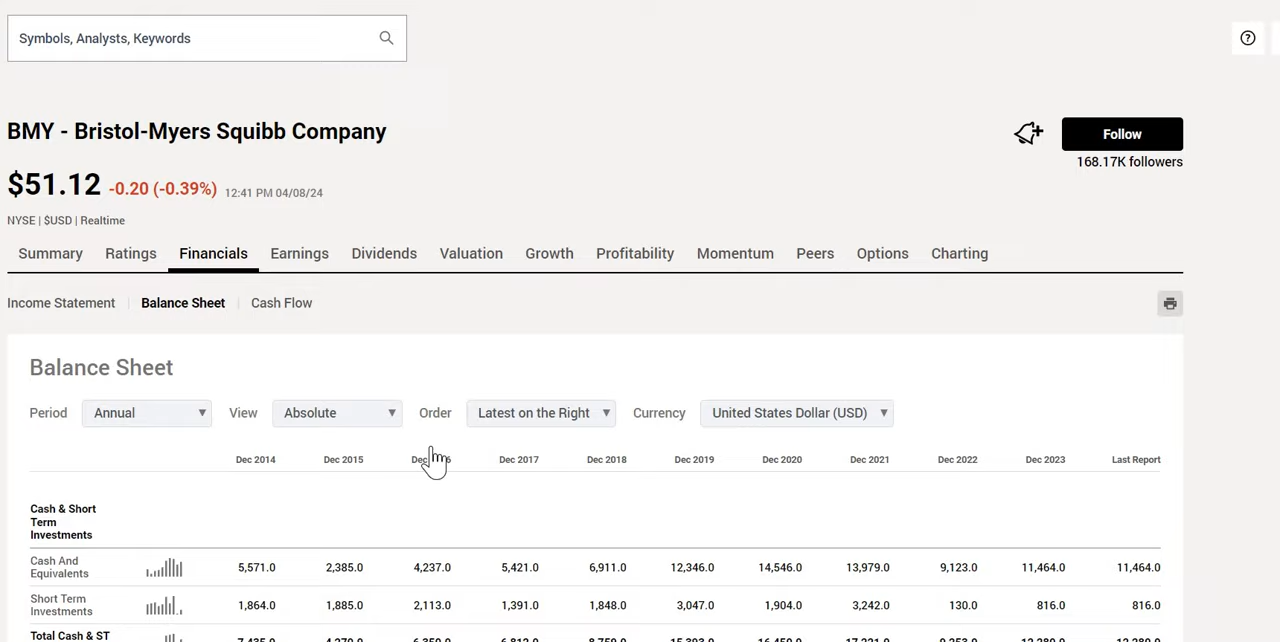 Symbols, Analysts, Keywords
BMY - Bristol-Myers Squibb Company
Follow
168.17K followers
$51.12 -0.20 (-0.39%) 12:41 PM 04/08/24
NYSE | $USD | Realtime
Summary Ratings Financials Earnings Dividends Valuation Growth Profitability Momentum Peers Options Charting
Income Statement | Balance Sheet | Cash Flow
Balance Sheet
Period Annual View Absolute Order Latest on the Right Currency United States Dollar (USD)
Dec 2014 Dec 2015 Dec Dec 2017 Dec 2018 Dec 2019 Dec 2020 Dec 2021 Dec 2022 Dec 2023 Last Report
Cash & Short
Term
Investments
Cash And
Equivalents 5,571.0 2,385.0 4,237.0 5,421.0 6,911.0 12,346.0 14,546.0 13,979.0 9,123.0 11,464.0 11,464.0
Short Term
Investments 1,864.0 1,885.0 2,113.0 1,391.0 1,848.0 3,047.0 1,904.0 3,242.0 130.0 816.0 816.0
Total Cash & ST